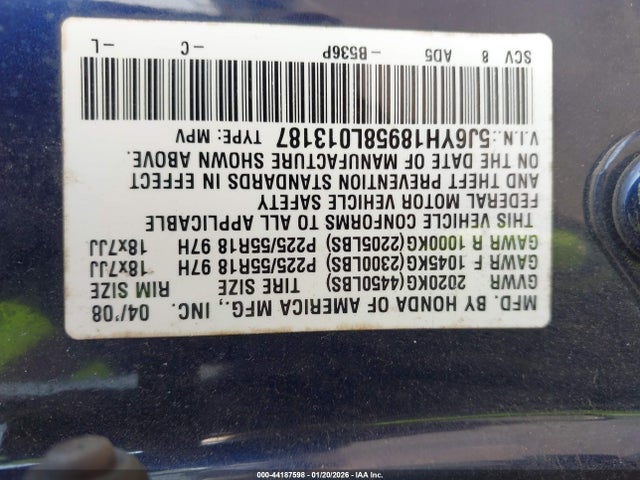 MFD. BY HONDA OF AMERICA MFG., INC. 04/'08
GVWR 2020KG(4450LBS) TIRE SIZE RIM SIZE
GAWR F 1045KG(2300LBS) P225/55R18 97H 18x7JJ
GAWR R 1000KG(2205LBS) P225/55R18 97H 18x7JJ
THIS VEHICLE CONFORMS TO ALL APPLICABLE
FEDERAL MOTOR VEHICLE SAFETY
AND THEFT PREVENTION STANDARDS IN EFFECT
ON THE DATE OF MANUFACTURE SHOWN ABOVE.
V.I.N.: 5J6YH18958L013187 TYPE: MPV
SCV 8 AD5 -B536P -C -L
000-44187598 - 01/20/2026 - IAA Inc.